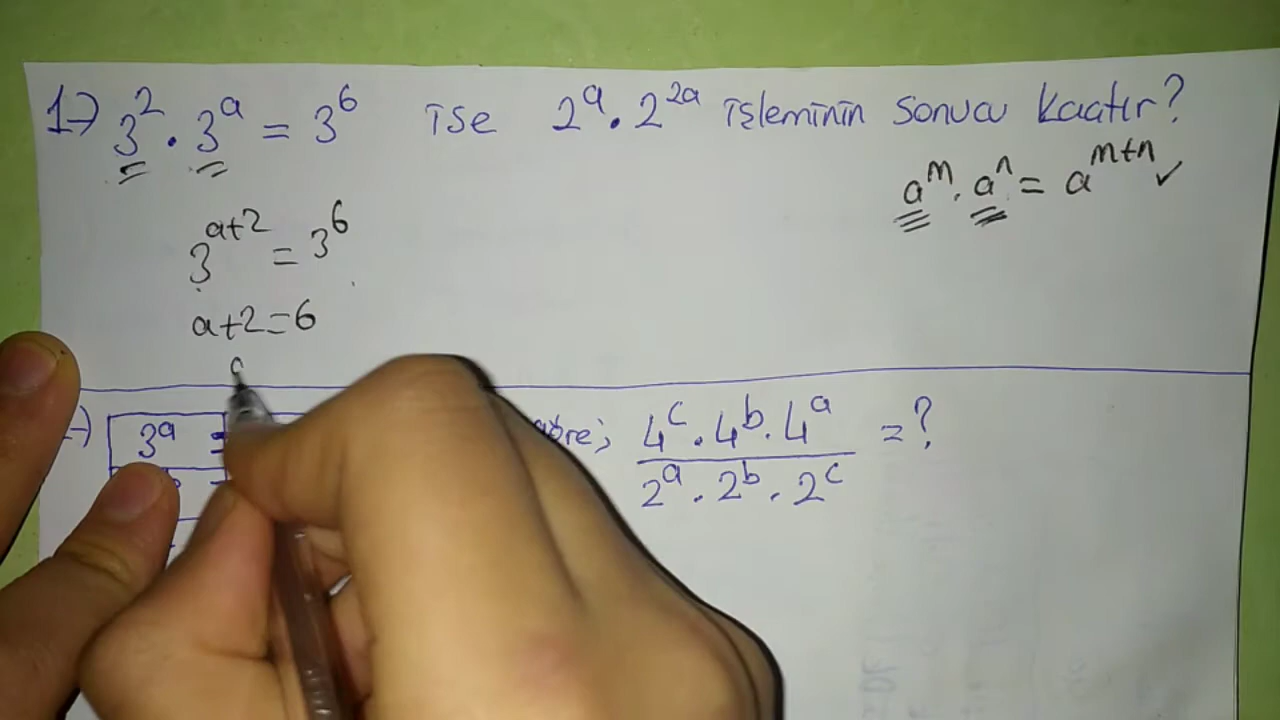 1-) 3² . 3ᵃ = 3⁶ ise 2ᵃ . 2²ᵃ işleminin sonucu kaçtır?
aᵐ . aⁿ = aᵐ⁺ⁿ ✓
3ᵃ⁺² = 3⁶
a+2=6
a
3ᵃ = göre; 4ᶜ . 4ᵇ . 4ᵃ = ?
2ᵃ . 2ᵇ . 2ᶜ